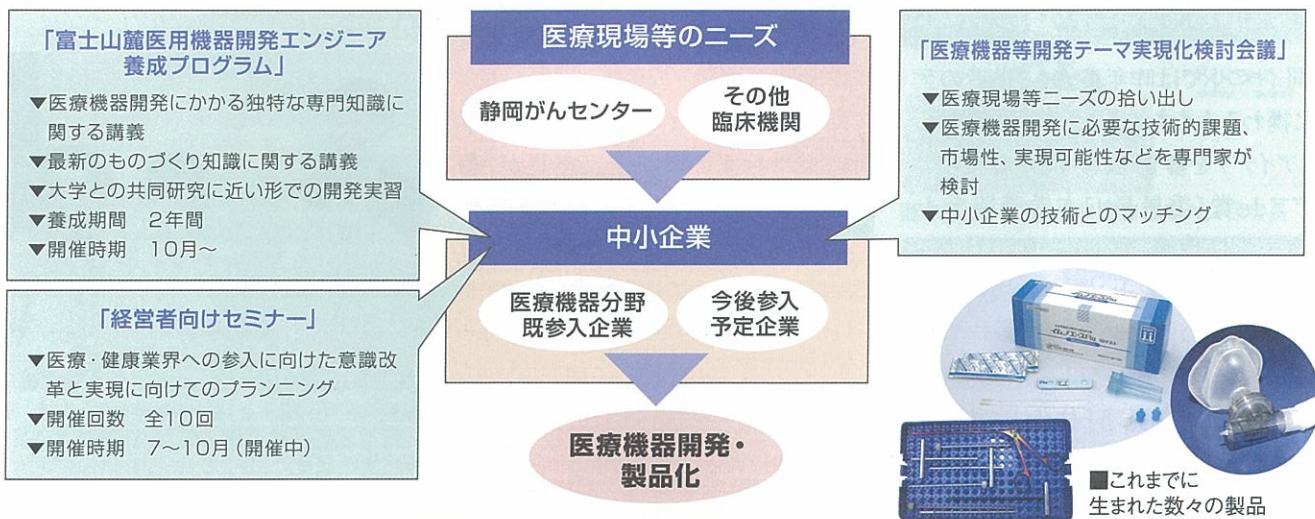 「富士山麓医用機器開発エンジニア
養成プログラム」
▼医療機器開発にかかる独特な専門知識に
関する講義
▼最新のものづくり知識に関する講義
▼大学との共同研究に近い形での開発実習
▼養成期間 2年間
▼開催時期 10月~
「経営者向けセミナー」
▼医療・健康業界への参入に向けた意識改
革と実現に向けてのプランニング
▼開催回数 全10回
▼開催時期 7~10月(開催中)
医療現場等のニーズ
静岡がんセンター
その他
臨床機関
中小企業
医療機器分野
既参入企業
今後参入
予定企業
医療機器開発・
製品化
「医療機器等開発テーマ実現化検討会議」
▼医療現場等ニーズの拾い出し
▼医療機器開発に必要な技術的課題、
市場性、実現可能性などを専門家が
検討
▼中小企業の技術とのマッチング
■これまでに
生まれた数々の製品